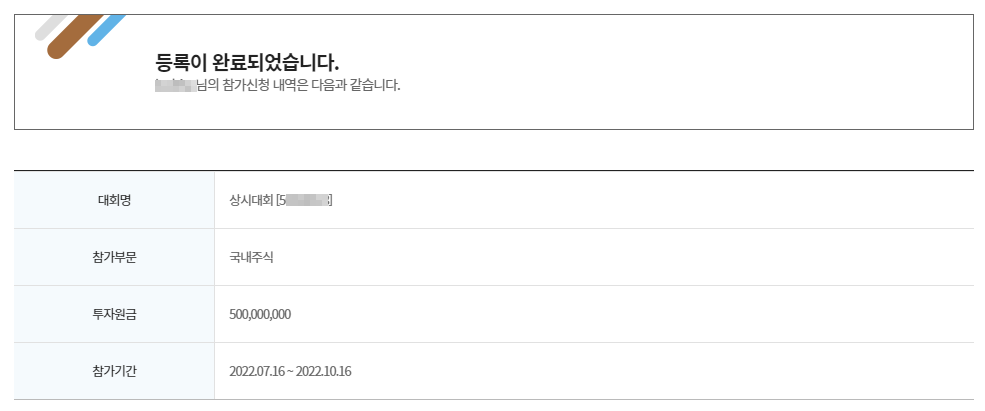 등록이 완료되었습니다.
님의 참가신청 내역은 다음과 같습니다.
대회명 상시대회 [5 ]
참가부문 국내주식
투자원금 500,000,000
참가기간 2022.07.16 ~ 2022.10.16